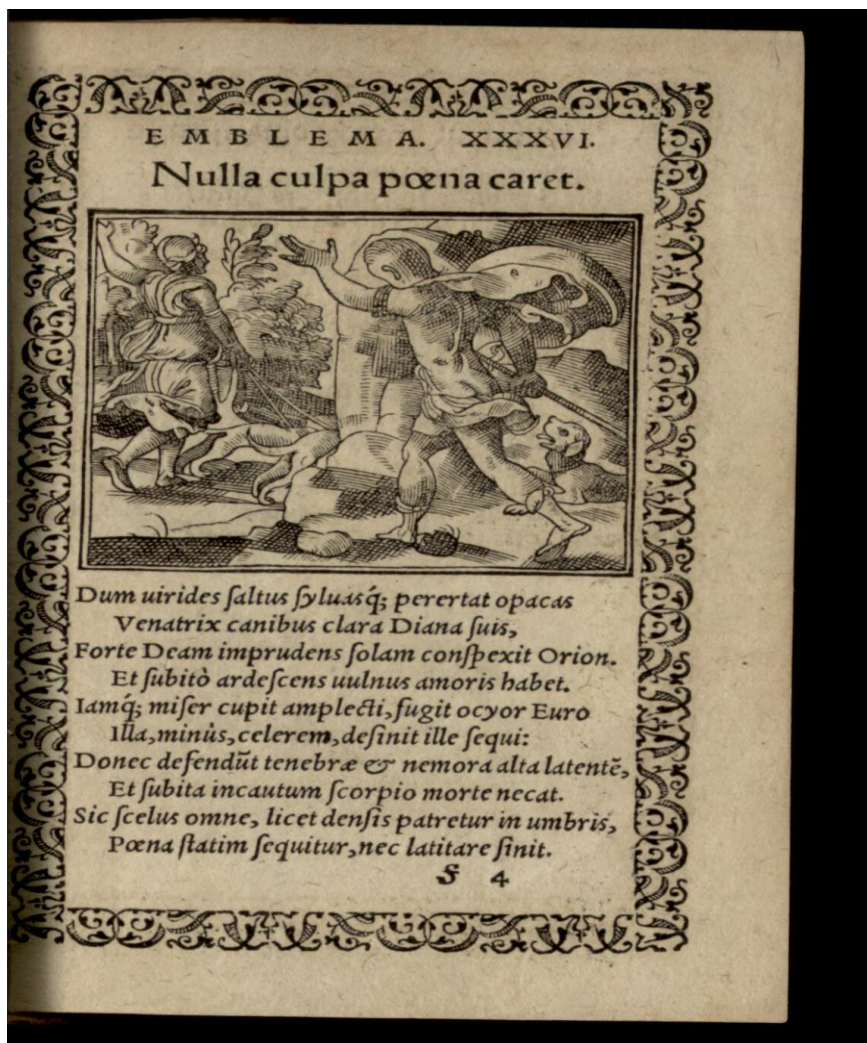 EMBLEMA. XXXVI.
Nulla culpa pœna caret.
Dum uirides ſaltus ſyluasq́; perertat opacas
Venatrix canibus clara Diana ſuis,
Forte Deam imprudens ſolam conſpexit Orion.
Et ſubitò ardeſcens uulnus amoris habet.
Iamq́; miſer cupit amplecti, fugit ocyor Euro
Illa, minùs, celerem, deſinit ille ſequi:
Donec defendūt tenebræ & nemora alta latentē,
Et ſubita incautum ſcorpio morte necat.
Sic ſcelus omne, licet denſis patretur in umbris,
Pœna ſtatim ſequitur, nec latitare ſinit.
F 4